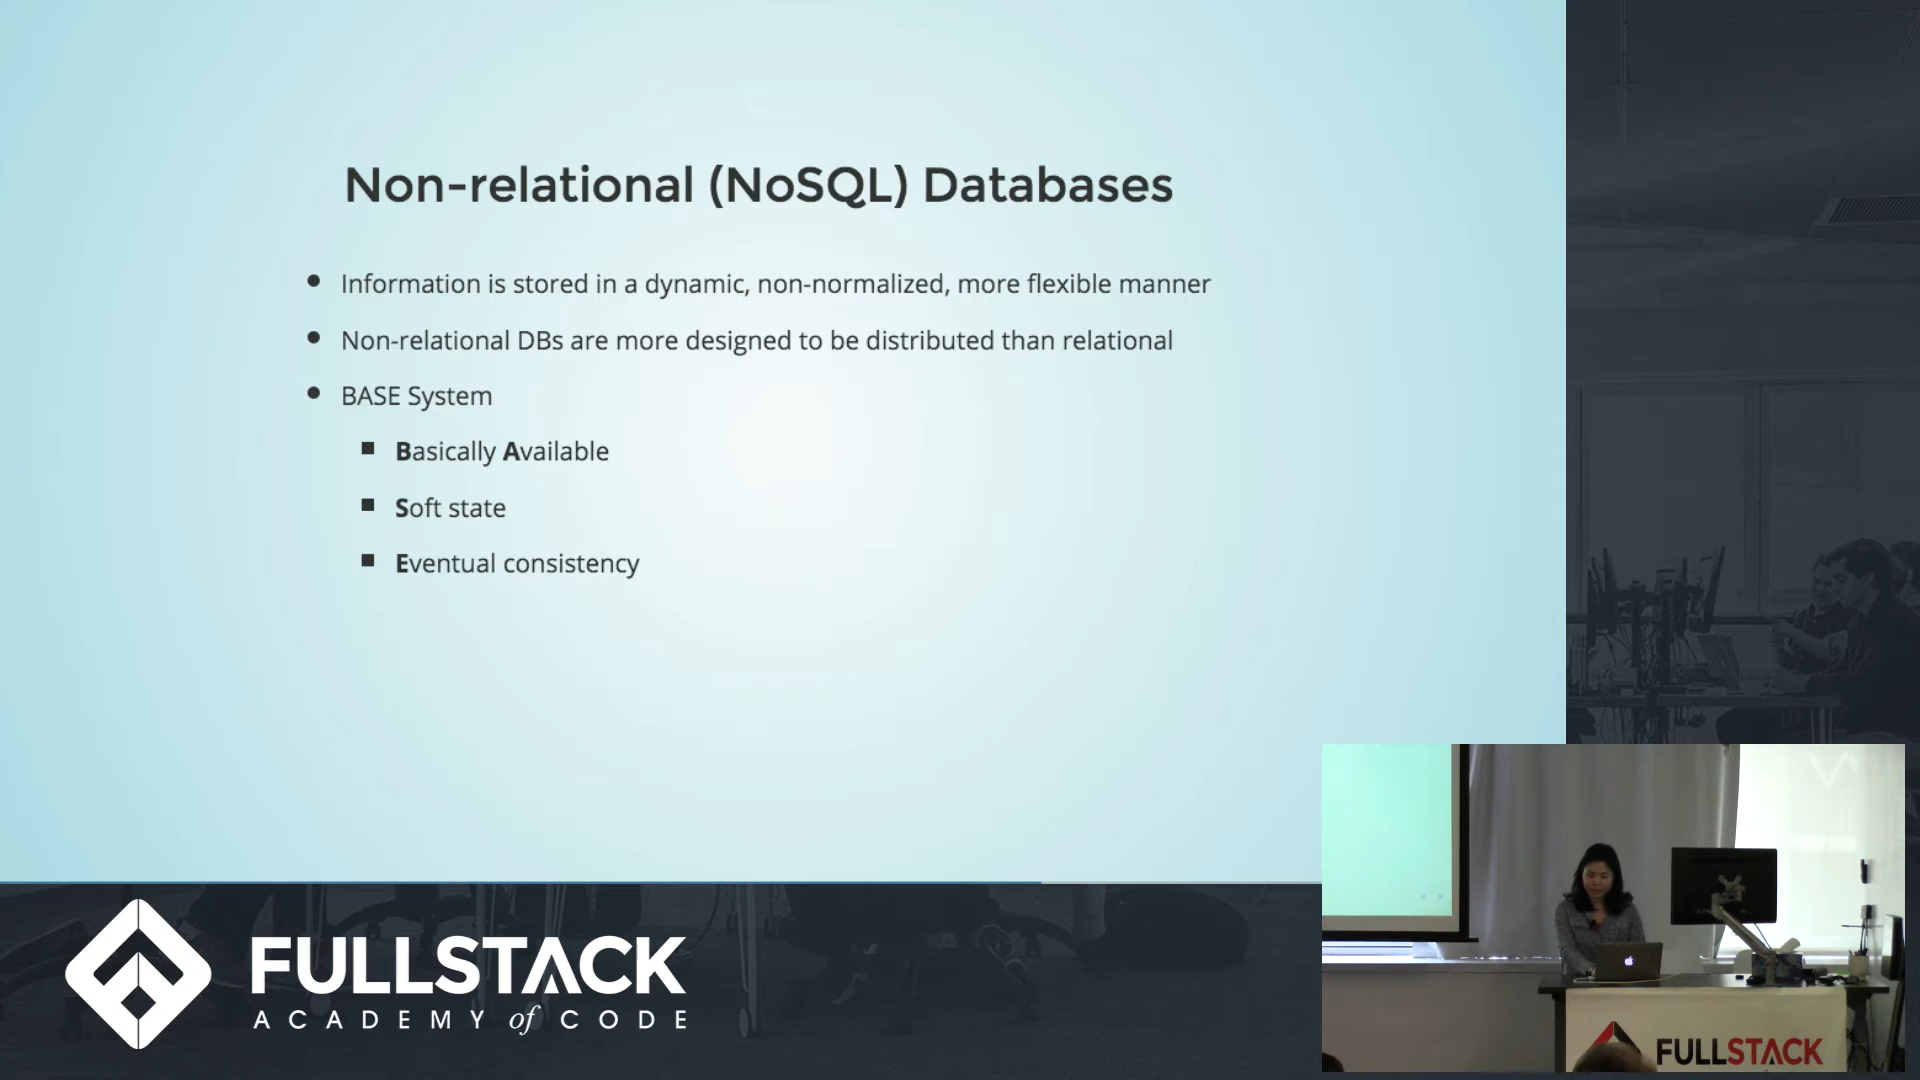 Non-relational (NoSQL) Databases
Information is stored in a dynamic, non-normalized, more flexible manner
Non-relational DBs are more designed to be distributed than relational
BASE System
Basically Available
Soft state
Eventual consistency
FULLSTACK
ACADEMY of CODE
FULLSTACK